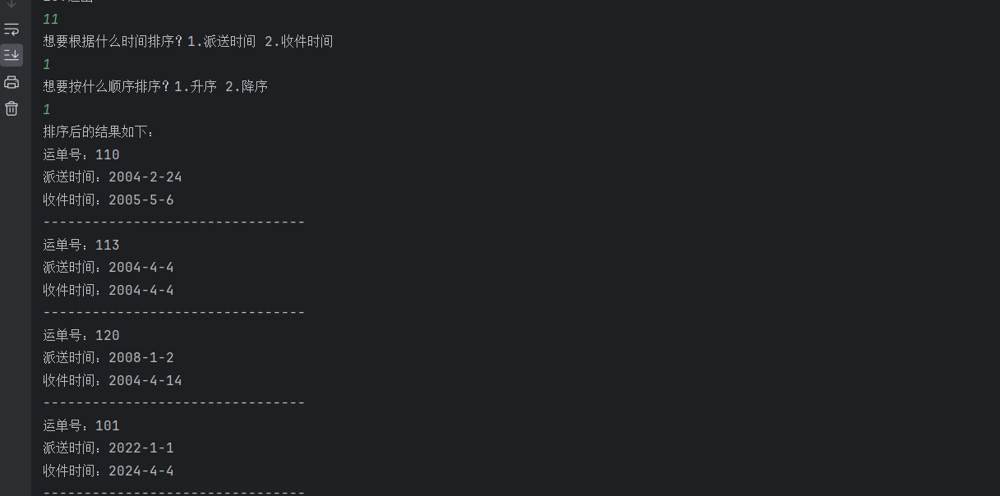 11
想要根据什么时间排序？1.派送时间 2.收件时间
1
想要按什么顺序排序？1.升序 2.降序
1
排序后的结果如下：
运单号：110
派送时间：2004-2-24
收件时间：2005-5-6
--------------------------------
运单号：113
派送时间：2004-4-4
收件时间：2004-4-4
--------------------------------
运单号：120
派送时间：2008-1-2
收件时间：2004-4-14
--------------------------------
运单号：101
派送时间：2022-1-1
收件时间：2024-4-4
--------------------------------